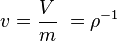 v = V/m = ρ⁻¹